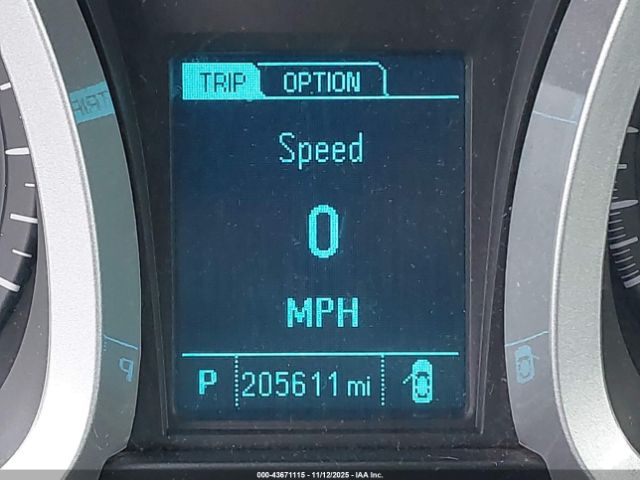 TRIP OPTION
Speed
0
MPH
P 205611 mi
000-43671115 - 11/12/2025 - IAA Inc.